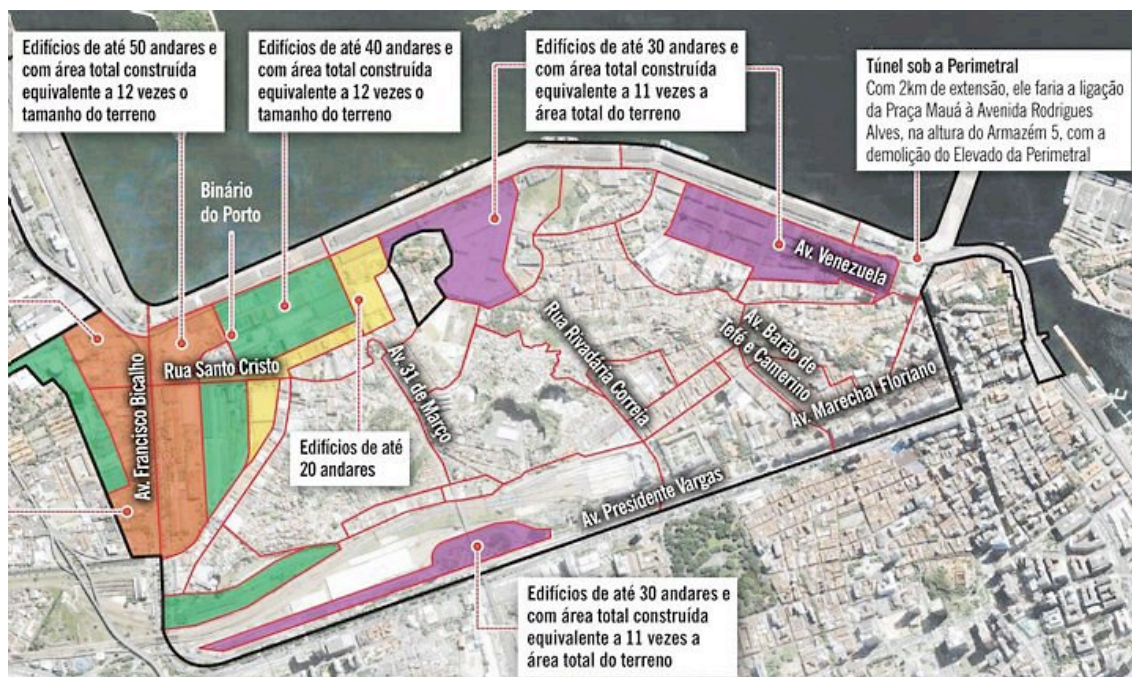 Edifícios de até 50 andares e
com área total construída
equivalente a 12 vezes o
tamanho do terreno
Edifícios de até 40 andares e
com área total construída
equivalente a 12 vezes o
tamanho do terreno
Edifícios de até 30 andares e
com área total construída
equivalente a 11 vezes a
área total do terreno
Túnel sob a Perimetral
Com 2km de extensão, ele faria a ligação
da Praça Mauá à Avenida Rodrigues
Alves, na altura do Armazém 5, com a
demolição do Elevado da Perimetral
Binário
do Porto
Av. Venezuela
Rua Santo Cristo
Av. Francisco Bicalho
Av. 31 de Março
Rua Rivadária Correia
Av. Barão de
Tefé e Camerino
Av. Marechal Floriano
Edifícios de até
20 andares
Av. Presidente Vargas
Edifícios de até 30 andares e
com área total construída
equivalente a 11 vezes a
área total do terreno